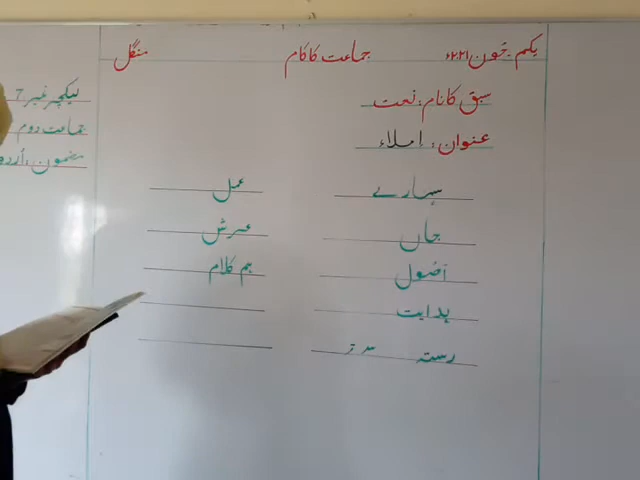 یکم جون ۲۰۲۱ء جماعت کا کام منگل
سبق کا نام: نعت
عنوان: املاء
لیکچر نمبر 7
جماعت دوم
مضمون: اردو
سہارے عمل
جاں عرش
اصول ہم کلام
ہدایت
رستہ